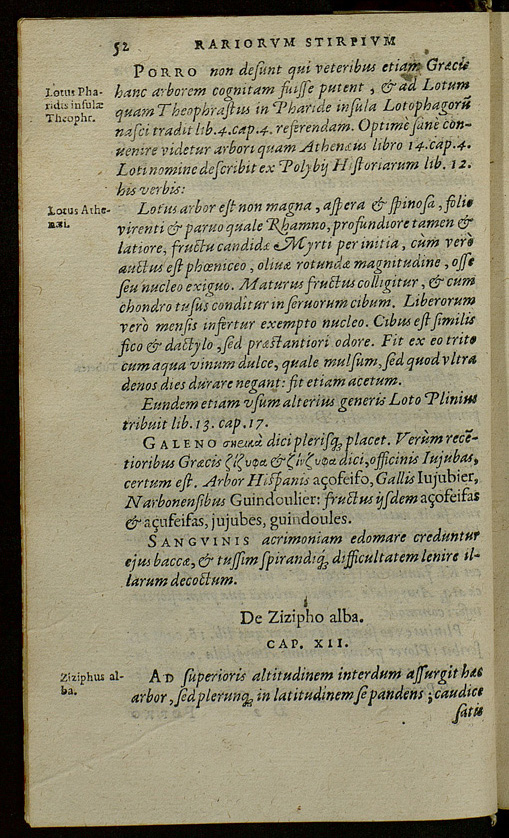 52 RARIORVM STIRPIVM
PORRO non desunt qui veteribus etiam Græcis
Lotus Pha-
ridis insulæ
Theophr.
hanc arborem cognitam fuisse putent, & ad Lotum
quam Theophrastus in Pharide insula Lotophagorũ
nasci tradit lib. 4. cap. 4. referendam. Optimè sanè con-
uenire videtur arbori quam Athenæus libro 14. cap. 4.
Loti nomine describit ex Polybij Historiarum lib. 12.
his verbis:
Lotus Athe-
næi.
Lotus arbor est non magna, aspera & spinosa, folio
virenti & paruo quale Rhamno, profundiore tamen &
latiore, fructu candidæ Myrti per initia, cùm verò
auctus est phœniceo, oliuæ rotundæ magnitudine, osse
seu nucleo exiguo. Maturus fructus colligitur, & cum
chondro tusus conditur in seruorum cibum. Liberorum
verò mensis infertur exempto nucleo. Cibus est similis
fico & dactylo, sed præstantiori odore. Fit ex eo trito
cum aqua vinum dulce, quale mulsum, sed quod vltra
denos dies durare negant: fit etiam acetum.
Eundem etiam vsum alterius generis Loto Plinius
tribuit lib. 13. cap. 17.
GALENO σηρικὰ dici plerisq; placet. Verùm recẽ-
tioribus Græcis ζίζυφα & ζίνζυφα dici, officinis Iujubas,
certum est. Arbor Hispanis açofeifo, Gallis Iujubier,
Narbonensibus Guindoulier: fructus ijsdem açofeifas
& açufeifas, jujubes, guindoules.
SANGVINIS acrimoniam edomare creduntur
ejus baccæ, & tussim spirandiq; difficultatem lenire il-
larum decoctum.
De Zizipho alba.
CAP. XII.
Ziziphus al-
ba.
AD superioris altitudinem interdum assurgit hæc
arbor, sed plerunq; in latitudinem se pandens; caudice
satis